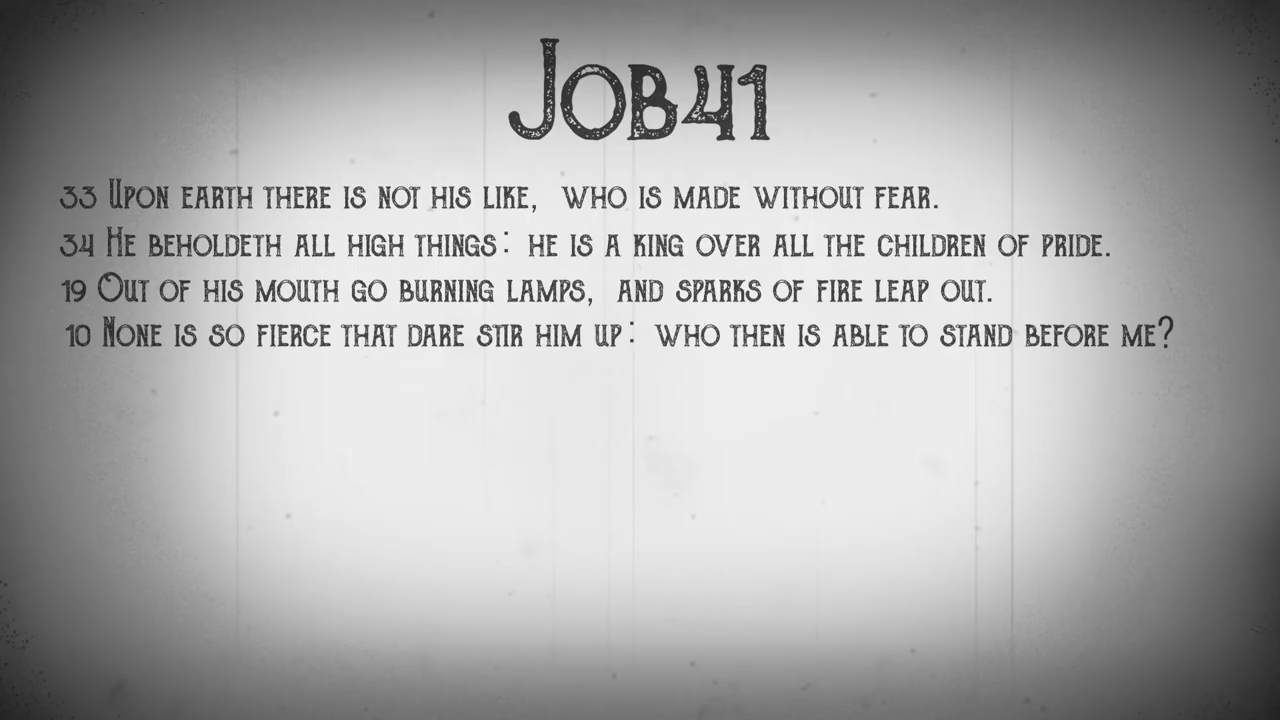 Job41
33 Upon earth there is not his like, who is made without fear.
34 He beholdeth all high things: he is a king over all the children of pride.
19 Out of his mouth go burning lamps, and sparks of fire leap out.
10 None is so fierce that dare stir him up: who then is able to stand before me?